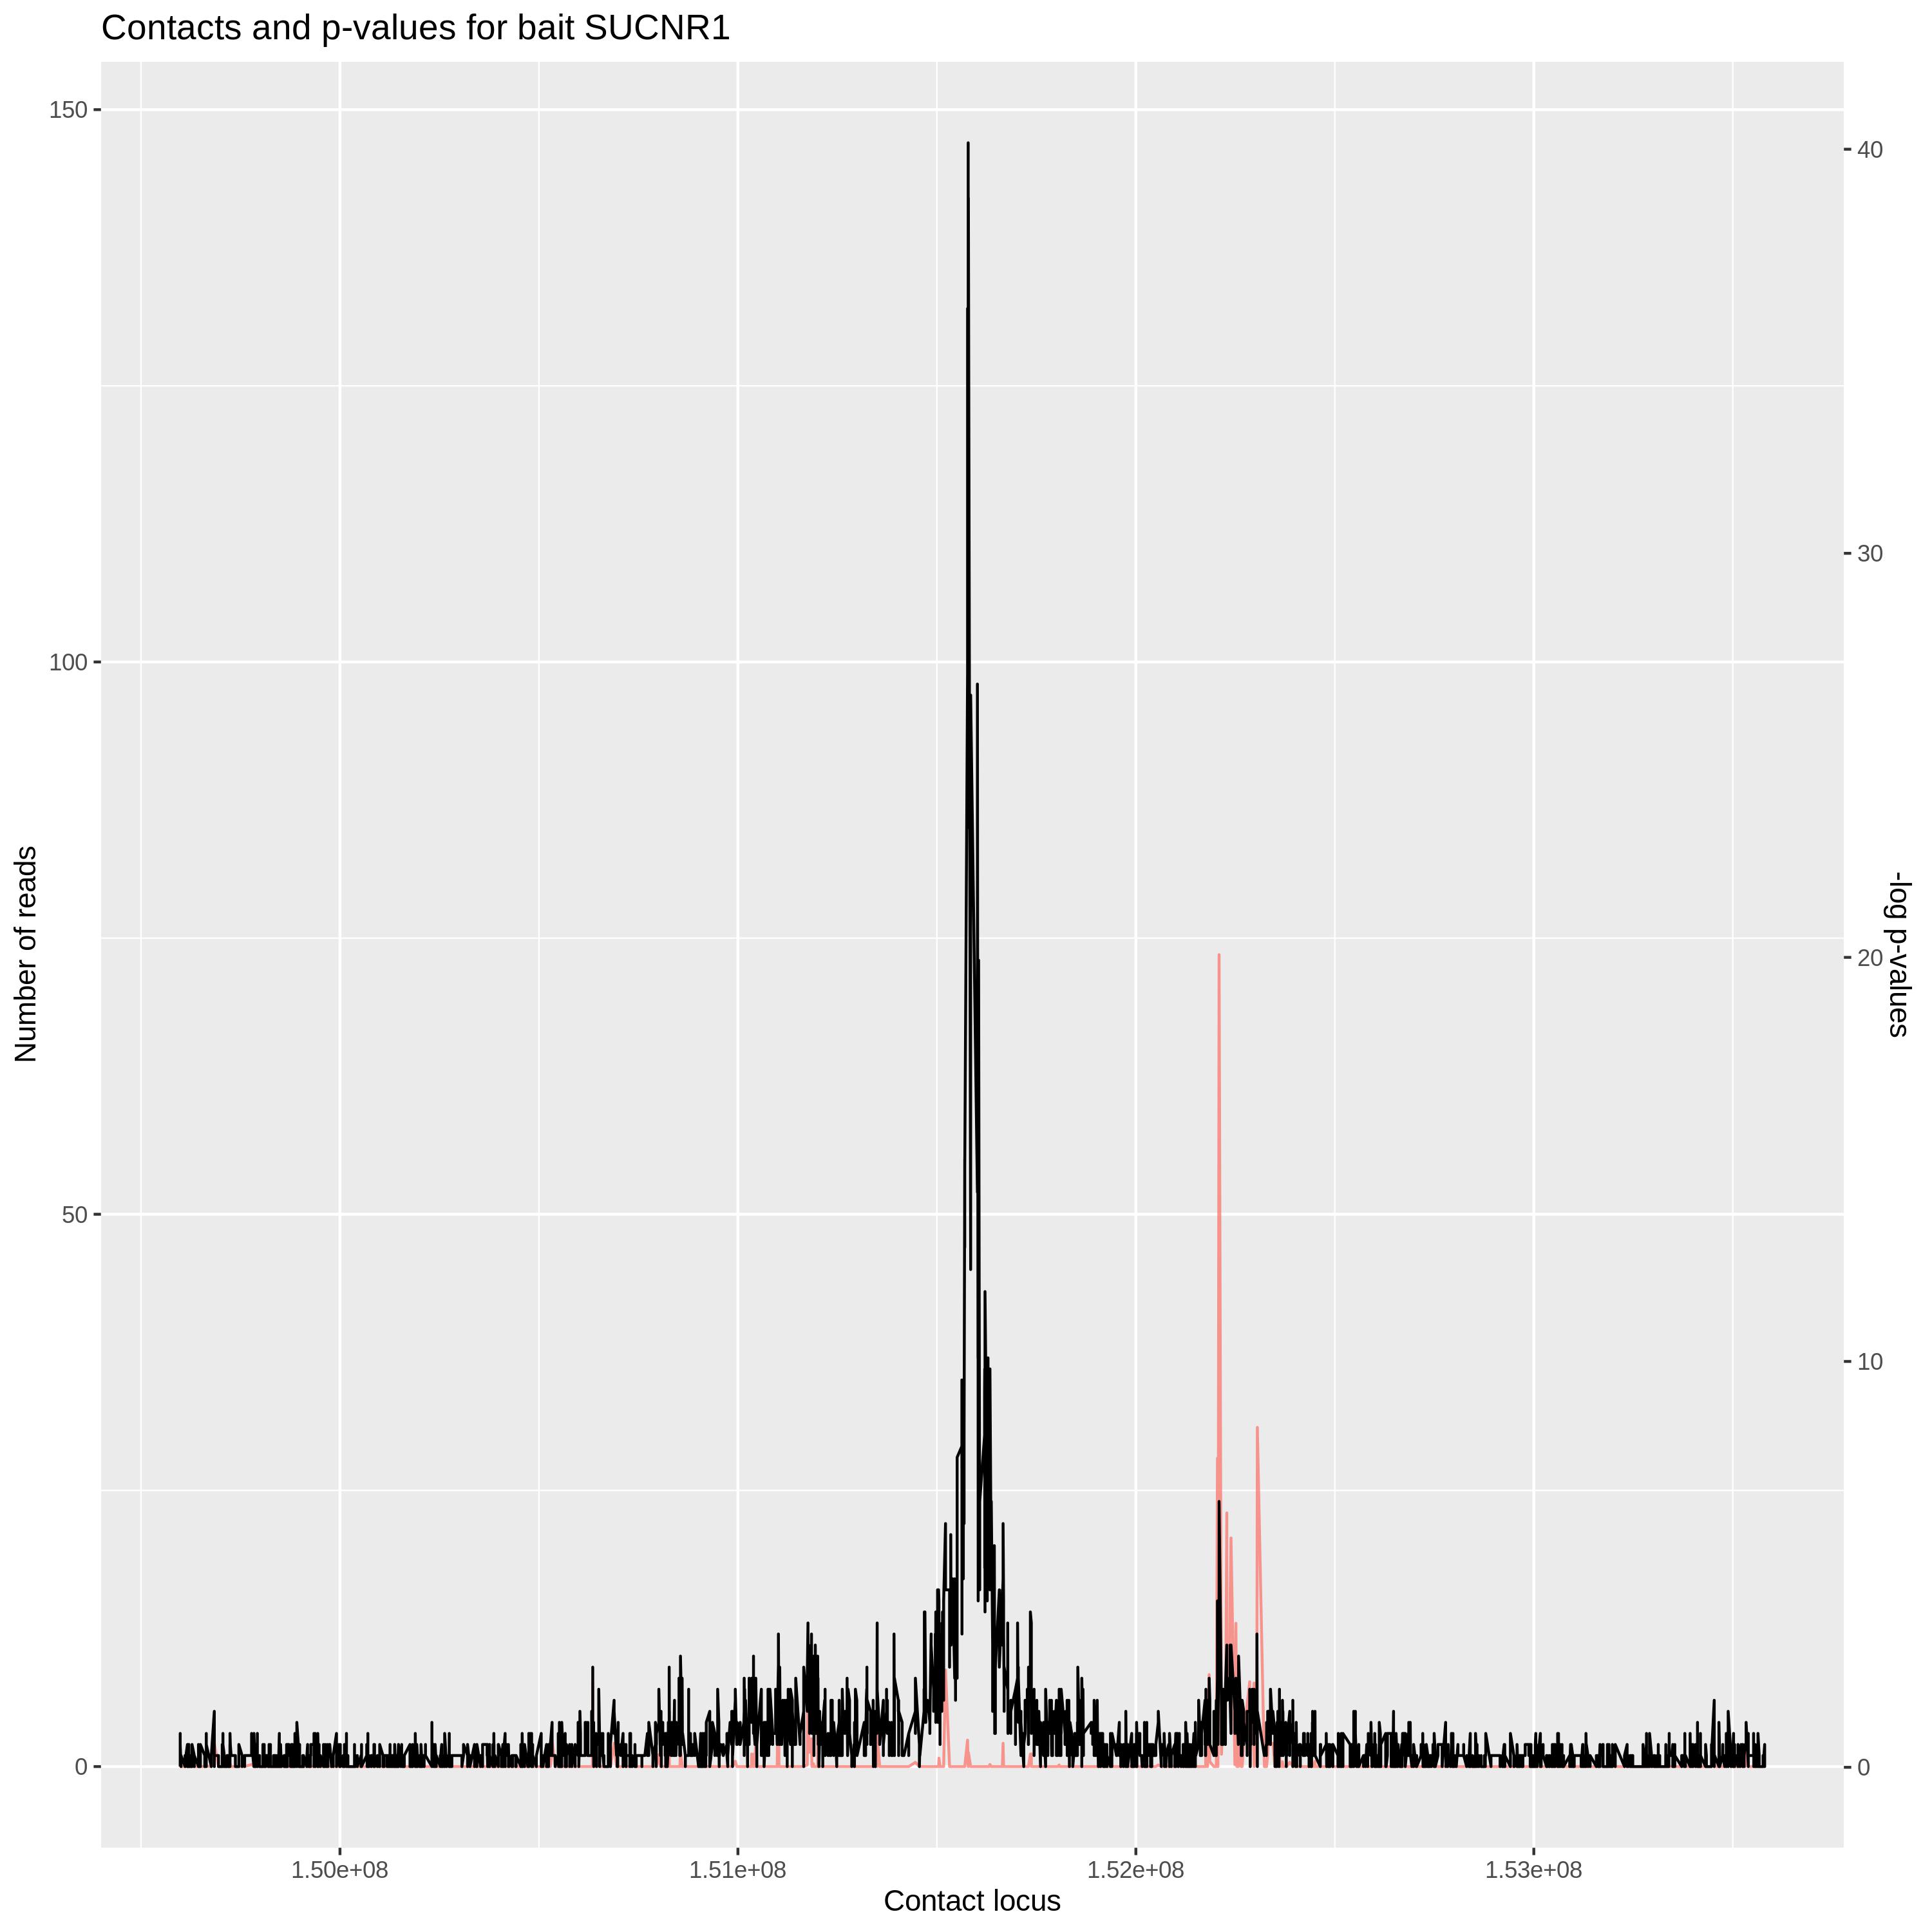 Contacts and p-values for bait SUCNR1
150
100
50
0
40
30
20
10
0
Number of reads
-log p-values
1.50e+08
1.51e+08
1.52e+08
1.53e+08
Contact locus